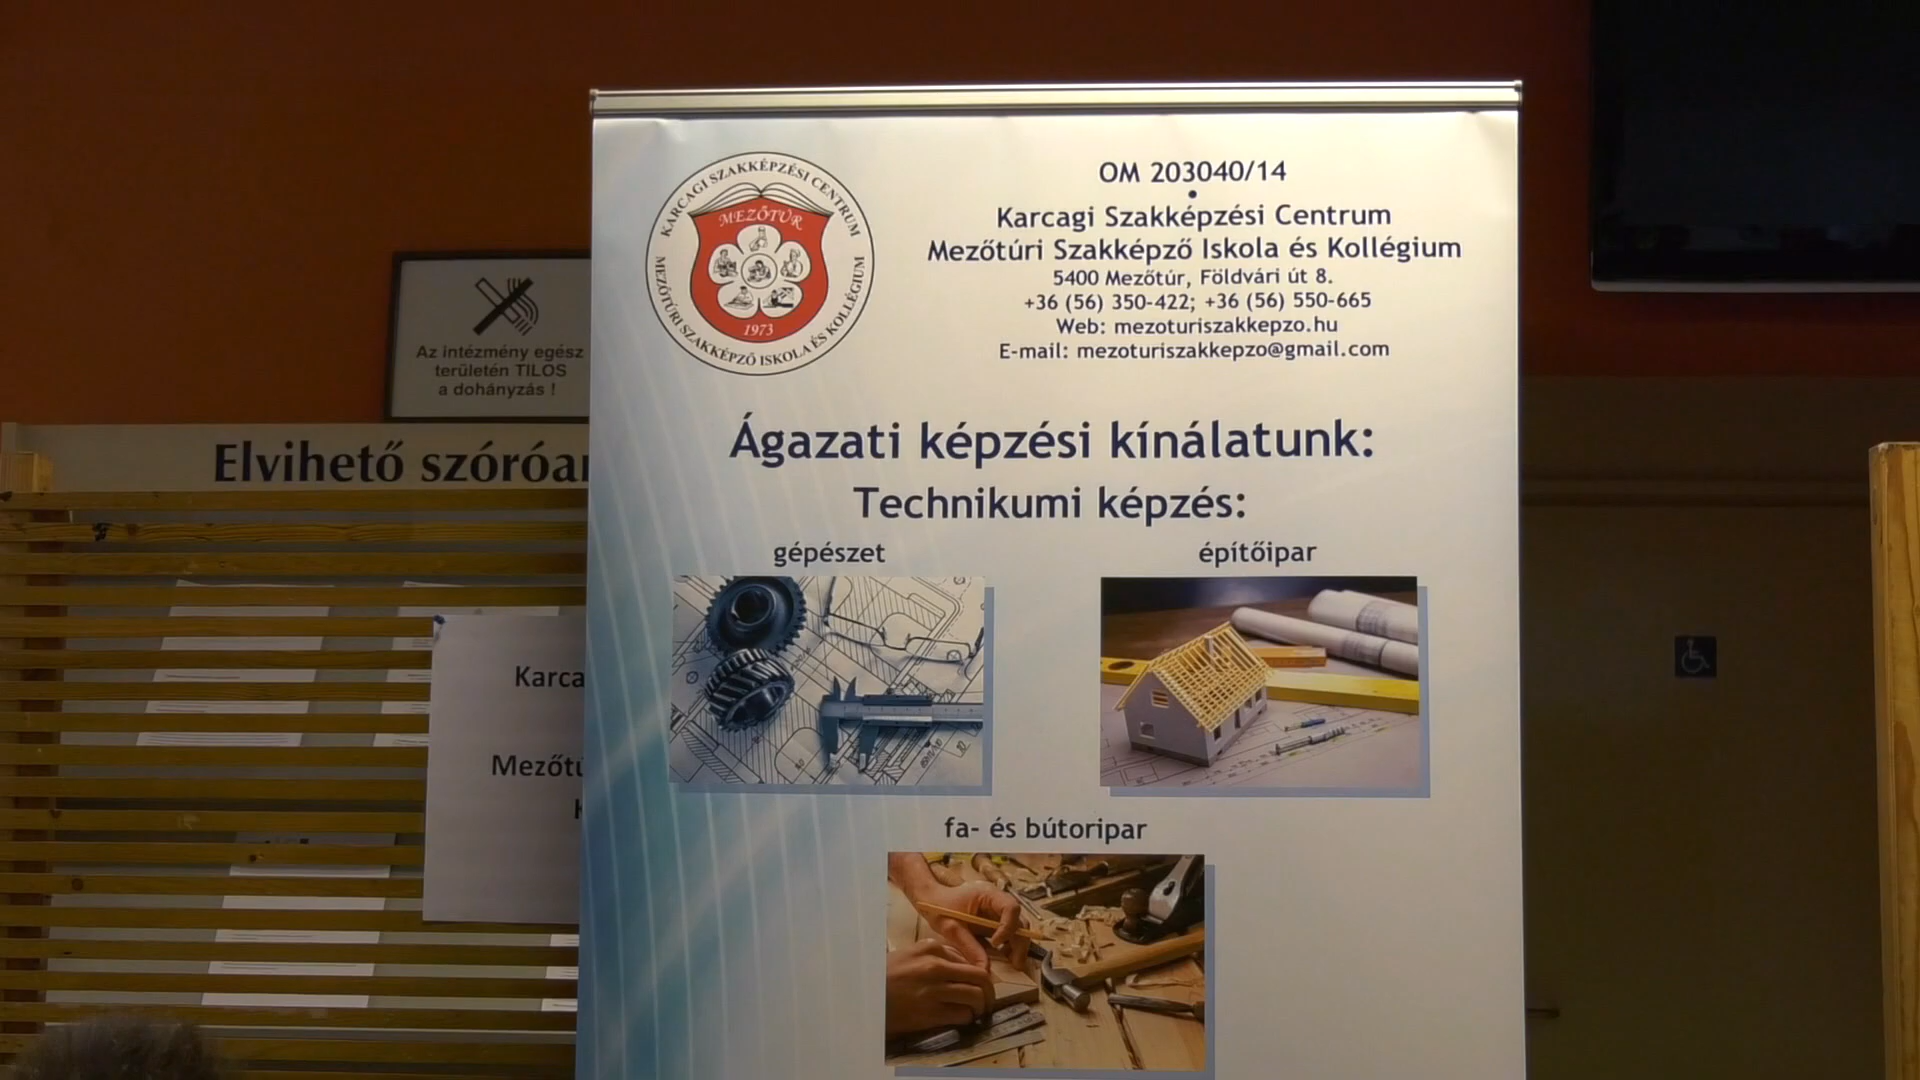 KARCAGI SZAKKÉPZÉSI CENTRUM
MEZŐTÚRI SZAKKÉPZŐ ISKOLA ÉS KOLLÉGIUM
MEZŐTÚR
1973
OM 203040/14
•
Karcagi Szakképzési Centrum
Mezőtúri Szakképző Iskola és Kollégium
5400 Mezőtúr, Földvári út 8.
+36 (56) 350-422; +36 (56) 550-665
Web: mezoturiszakkepzo.hu
E-mail: mezoturiszakkepzo@gmail.com
Az intézmény egész
területén TILOS
a dohányzás !
Elvihető
Ágazati képzési kínálatunk:
Technikumi képzés:
gépészet
építőipar
fa- és bútoripar